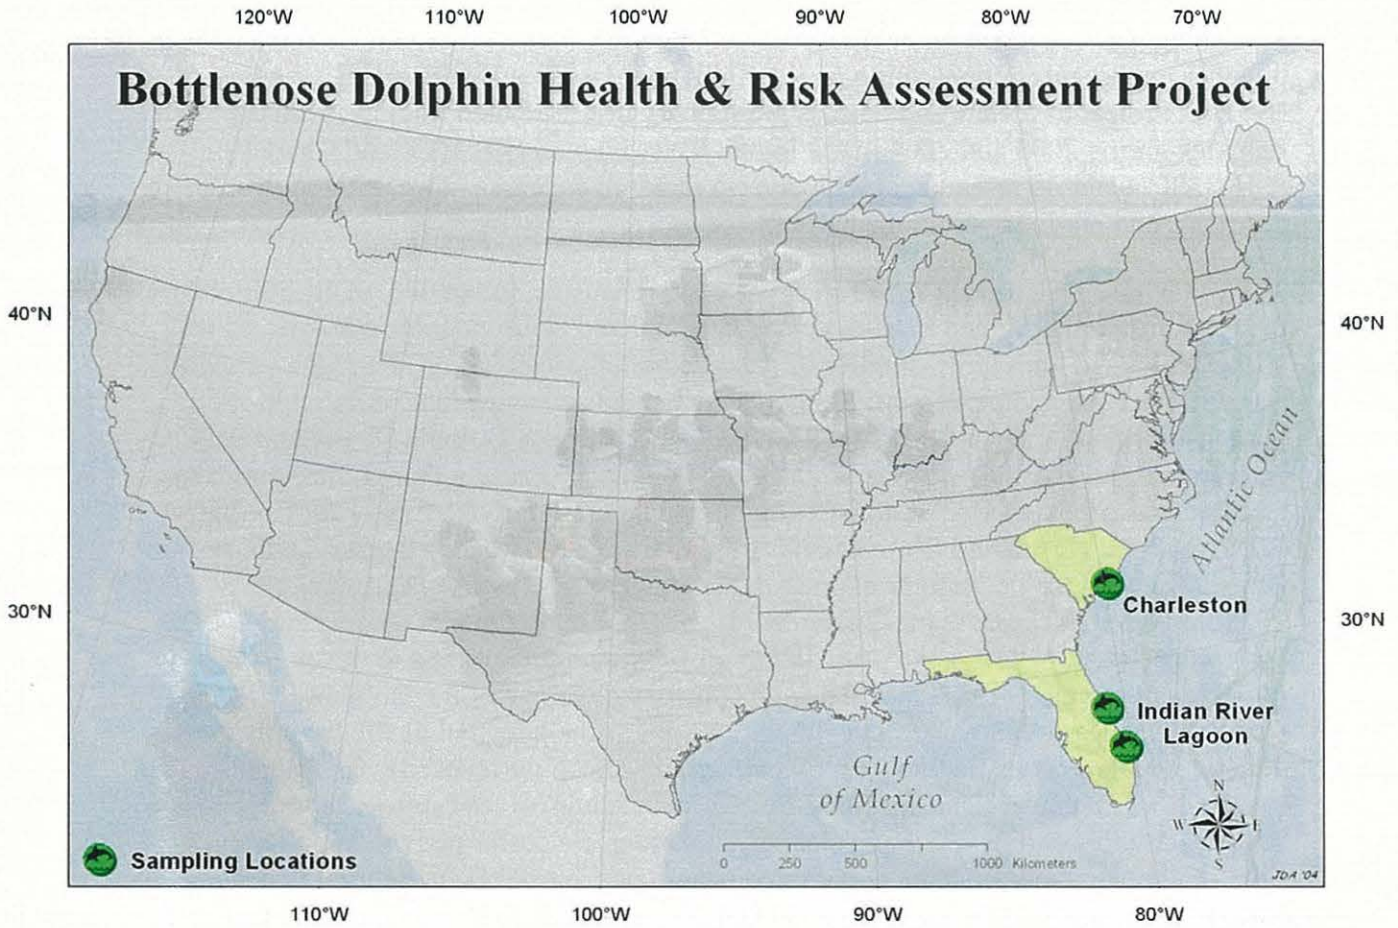 120°W 110°W 100°W 90°W 80°W 70°W
Bottlenose Dolphin Health & Risk Assessment Project
40°N
40°N
Atlantic Ocean
30°N
30°N
Charleston
Indian River
Lagoon
Gulf
of Mexico
N
W E
S
0 250 500 1000 Kilometers
Sampling Locations
JDA '04
110°W 100°W 90°W 80°W